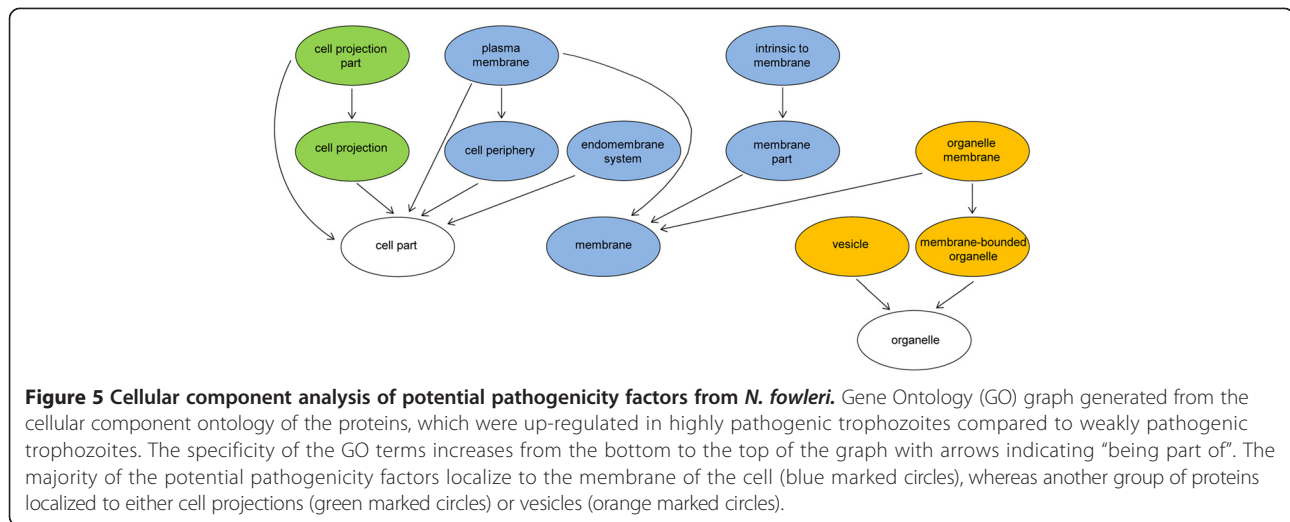 cell projection
part
plasma
membrane
intrinsic to
membrane
cell projection
cell periphery
endomembrane
system
membrane
part
organelle
membrane
cell part
membrane
vesicle
membrane-bounded
organelle
organelle
Figure 5 Cellular component analysis of potential pathogenicity factors from N. fowleri. Gene Ontology (GO) graph generated from the
cellular component ontology of the proteins, which were up-regulated in highly pathogenic trophozoites compared to weakly pathogenic
trophozoites. The specificity of the GO terms increases from the bottom to the top of the graph with arrows indicating “being part of”. The
majority of the potential pathogenicity factors localize to the membrane of the cell (blue marked circles), whereas another group of proteins
localized to either cell projections (green marked circles) or vesicles (orange marked circles).